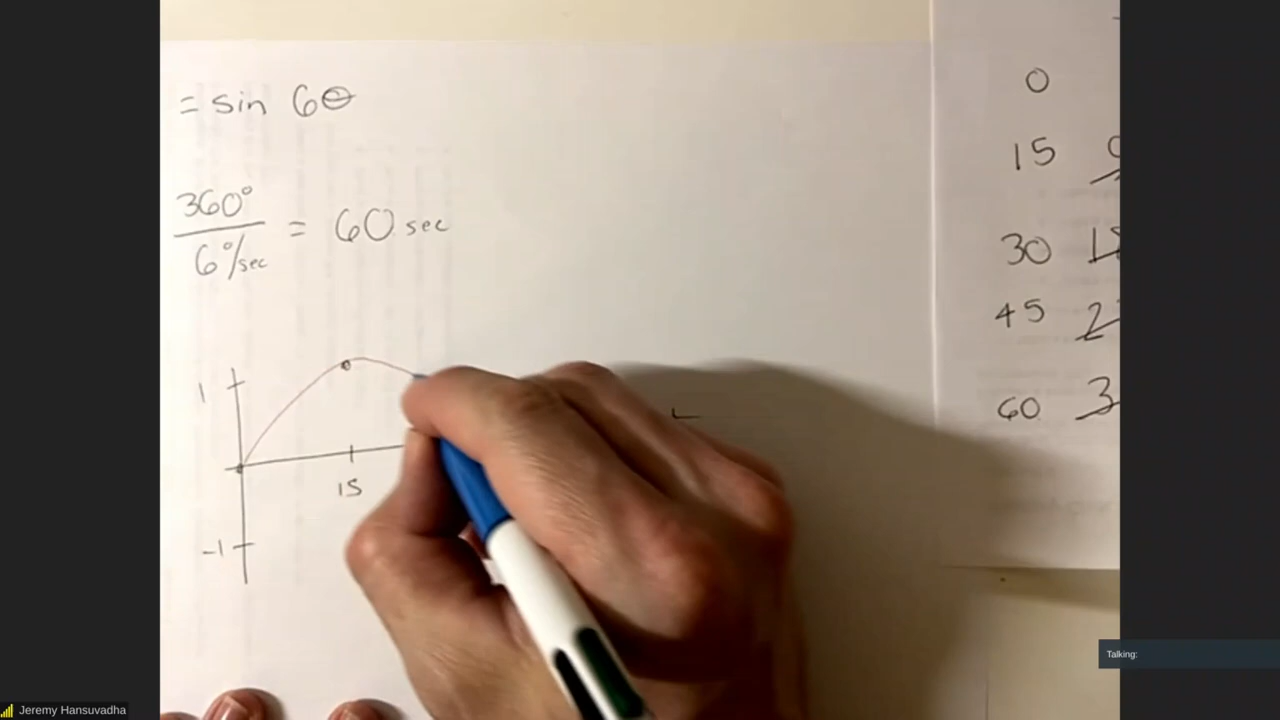 = sin 6θ
360°
6°/sec
= 60 sec
1
15
-1
0
15
30
45
60
Talking:
Jeremy Hansuvadha